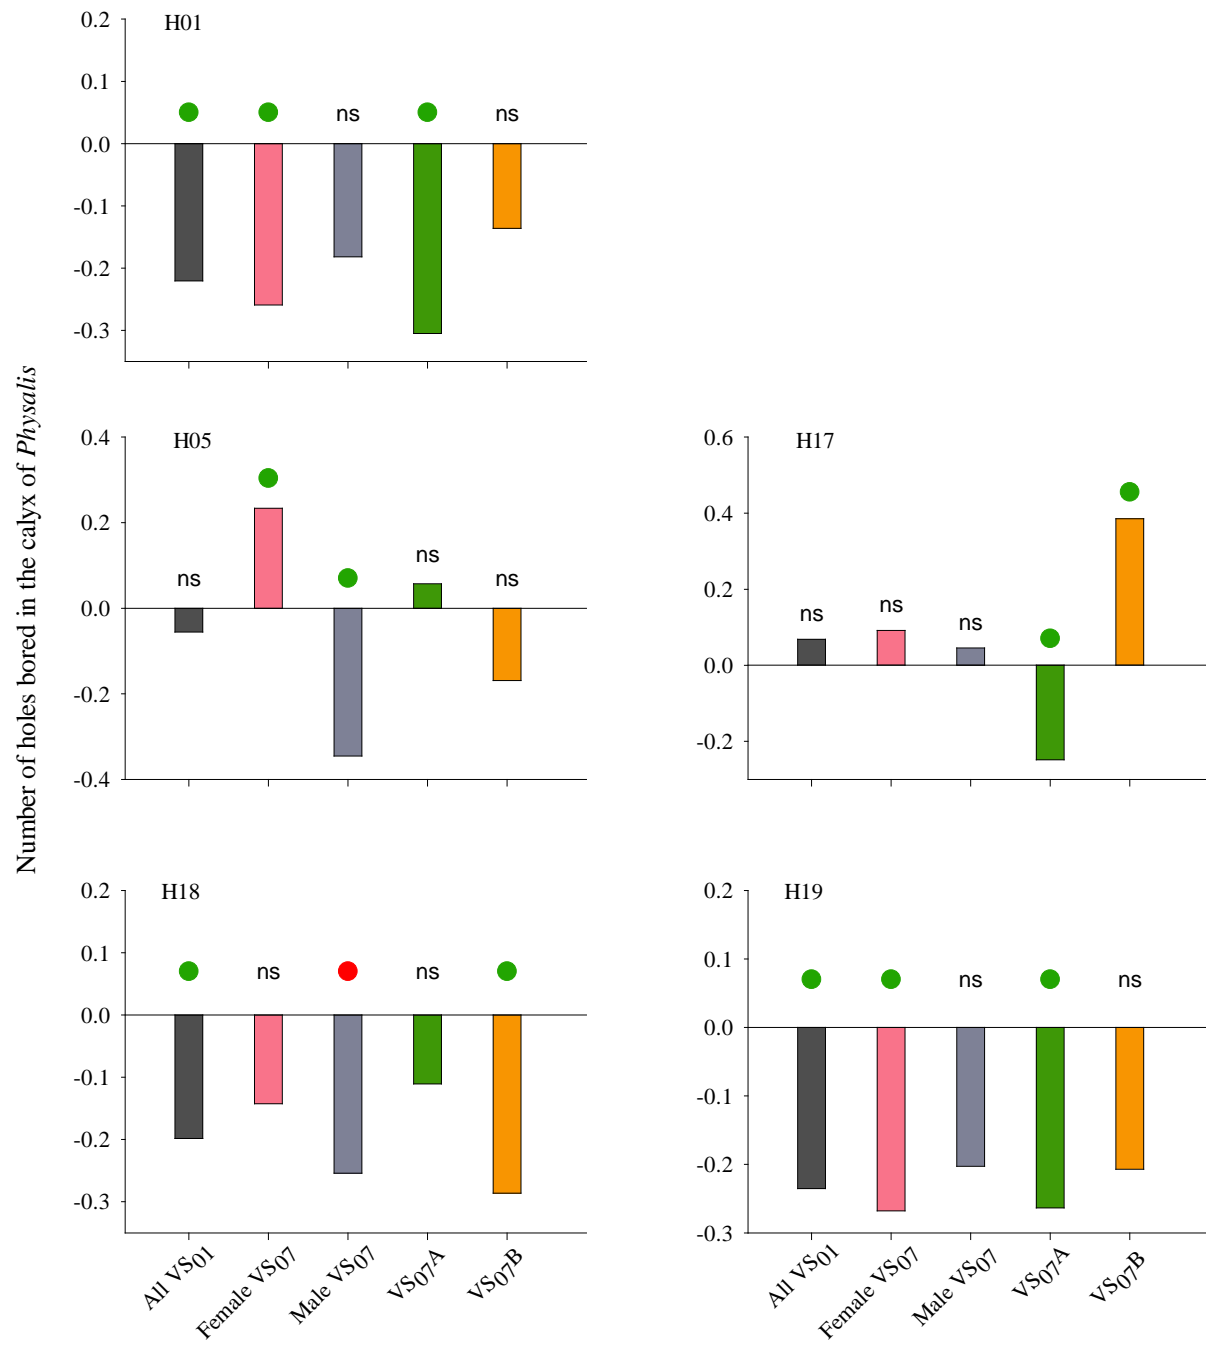 Number of holes bored in the calyx of Physalis
H01
0.2
0.1
0.0
-0.1
-0.2
-0.3
ns ns
H05
0.4
0.2
0.0
-0.2
-0.4
ns ns ns
H17
0.6
0.4
0.2
0.0
-0.2
ns ns ns
H18
0.2
0.1
0.0
-0.1
-0.2
-0.3
ns ns
All VS01
Female VS07
Male VS07
VS07A
VS07B
H19
0.2
0.1
0.0
-0.1
-0.2
-0.3
ns ns
All VS01
Female VS07
Male VS07
VS07A
VS07B